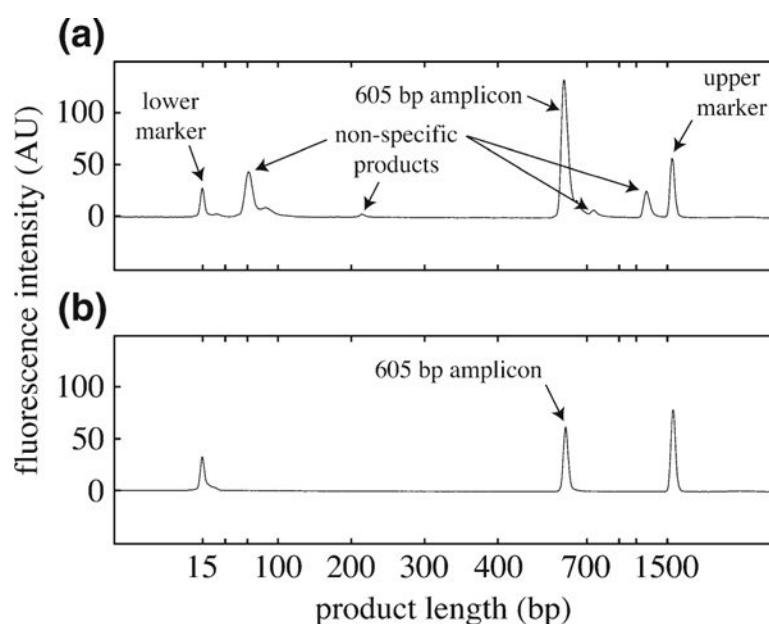 (a)
100
50
0
lower
marker
605 bp amplicon
non-specific
products
upper
marker
fluorescence intensity (AU)
(b)
100
50
0
605 bp amplicon
15 100 200 300 400 700 1500
product length (bp)